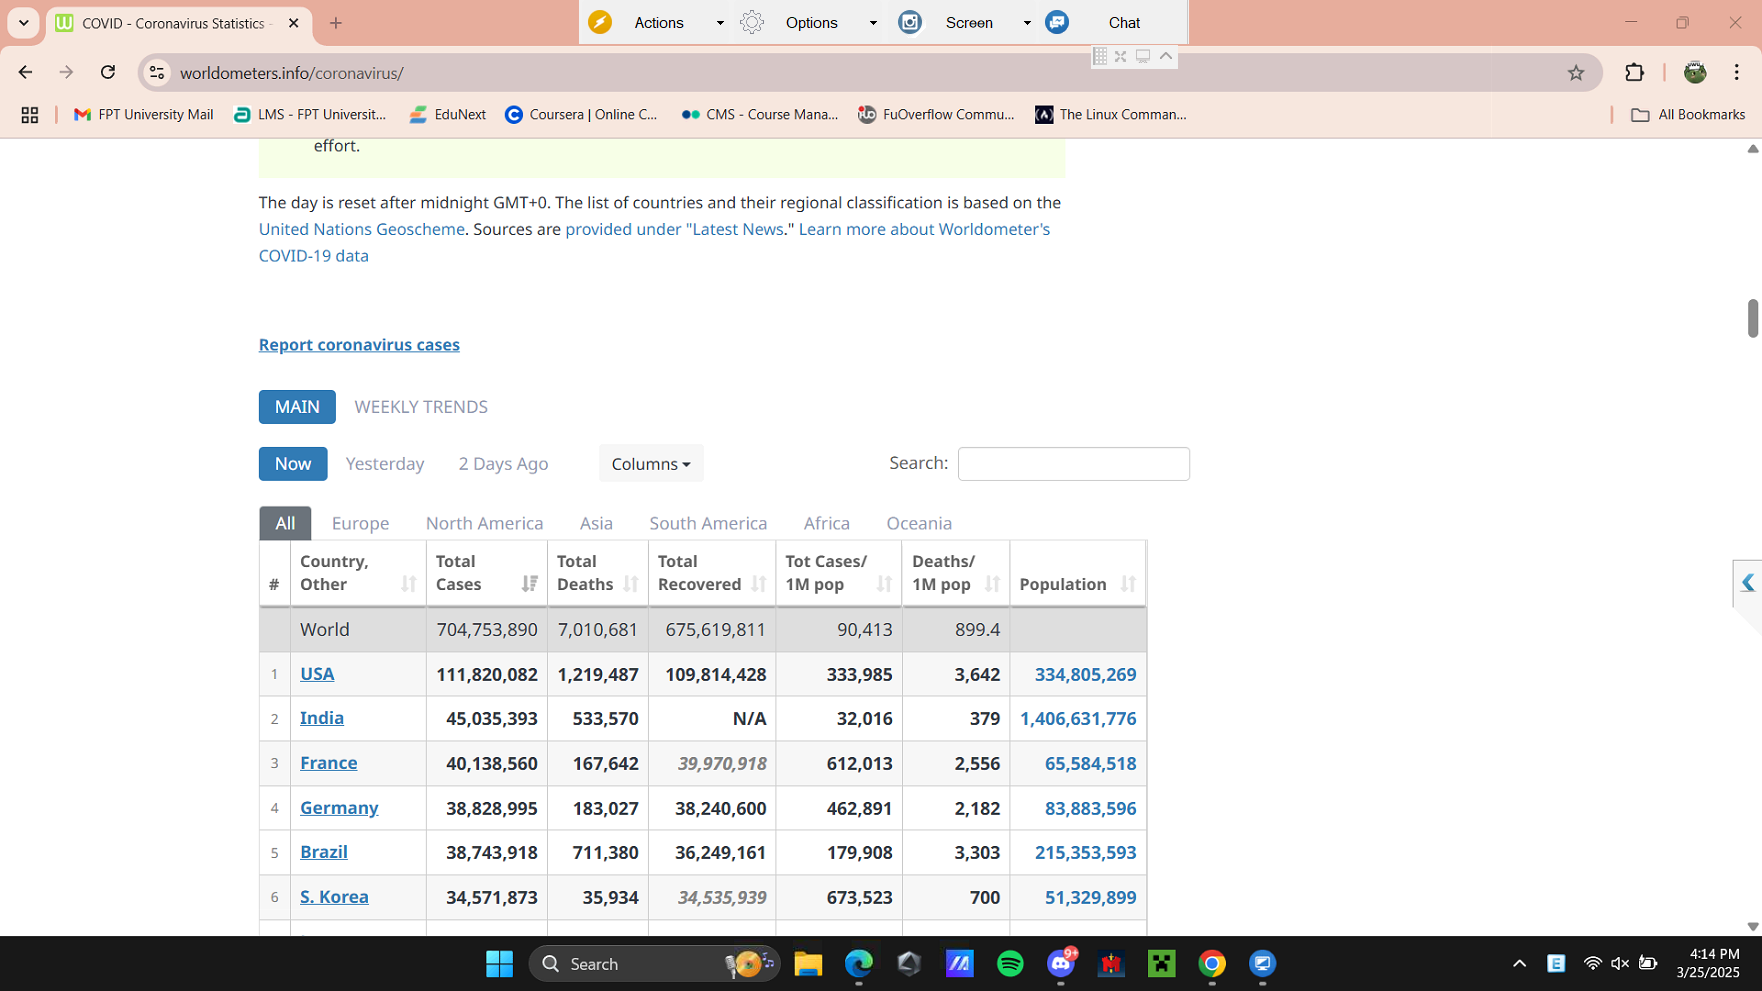 COVID - Coronavirus Statistics -
Actions Options Screen Chat
worldometers.info/coronavirus/
FPT University Mail LMS - FPT Universit... EduNext Coursera | Online C... CMS - Course Mana... FuOverflow Commu... The Linux Comman... All Bookmarks
effort.
The day is reset after midnight GMT+0. The list of countries and their regional classification is based on the
United Nations Geoscheme. Sources are provided under "Latest News." Learn more about Worldometer's
COVID-19 data
Report coronavirus cases
MAIN WEEKLY TRENDS
Now Yesterday 2 Days Ago Columns Search:
All Europe North America Asia South America Africa Oceania
# Country, Other Total Cases Total Deaths Total Recovered Tot Cases/ 1M pop Deaths/ 1M pop Population
World 704,753,890 7,010,681 675,619,811 90,413 899.4
1 USA 111,820,082 1,219,487 109,814,428 333,985 3,642 334,805,269
2 India 45,035,393 533,570 N/A 32,016 379 1,406,631,776
3 France 40,138,560 167,642 39,970,918 612,013 2,556 65,584,518
4 Germany 38,828,995 183,027 38,240,600 462,891 2,182 83,883,596
5 Brazil 38,743,918 711,380 36,249,161 179,908 3,303 215,353,593
6 S. Korea 34,571,873 35,934 34,535,939 673,523 700 51,329,899
Search 9+ E 4:14 PM
3/25/2025